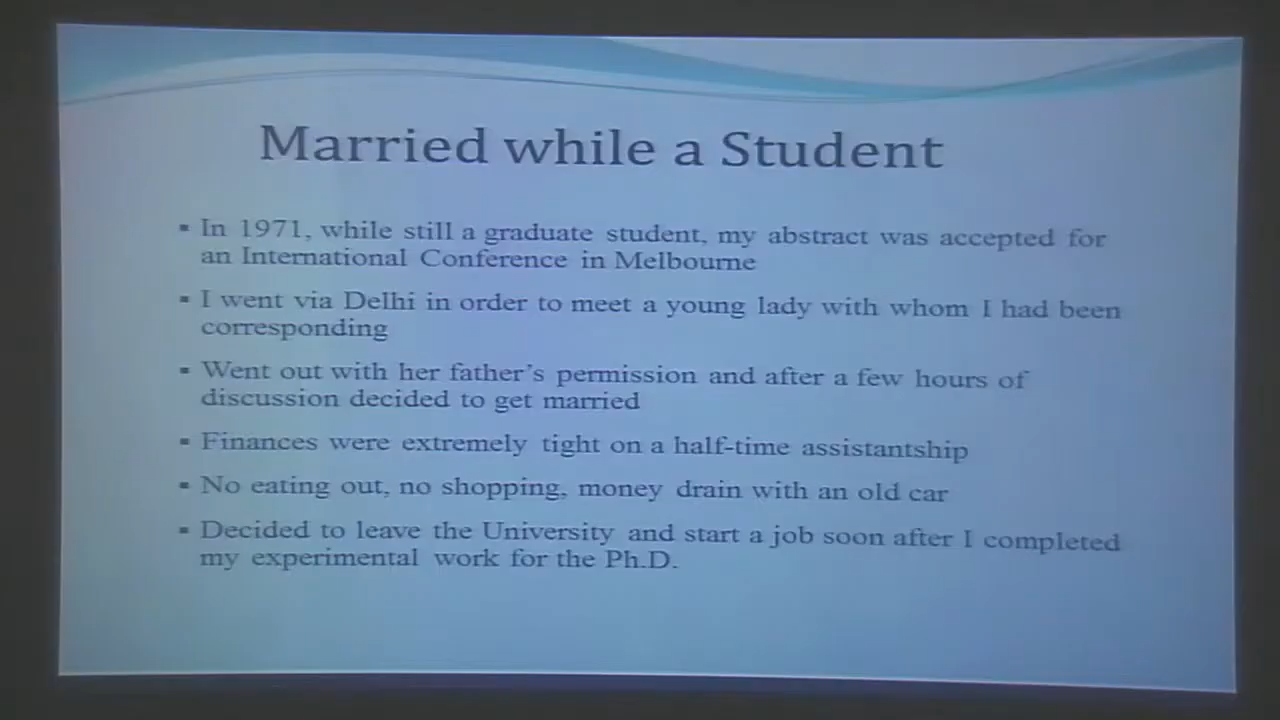 Married while a Student
▪ In 1971, while still a graduate student, my abstract was accepted for
an International Conference in Melbourne
▪ I went via Delhi in order to meet a young lady with whom I had been
corresponding
▪ Went out with her father’s permission and after a few hours of
discussion decided to get married
▪ Finances were extremely tight on a half-time assistantship
▪ No eating out, no shopping, money drain with an old car
▪ Decided to leave the University and start a job soon after I completed
my experimental work for the Ph.D.